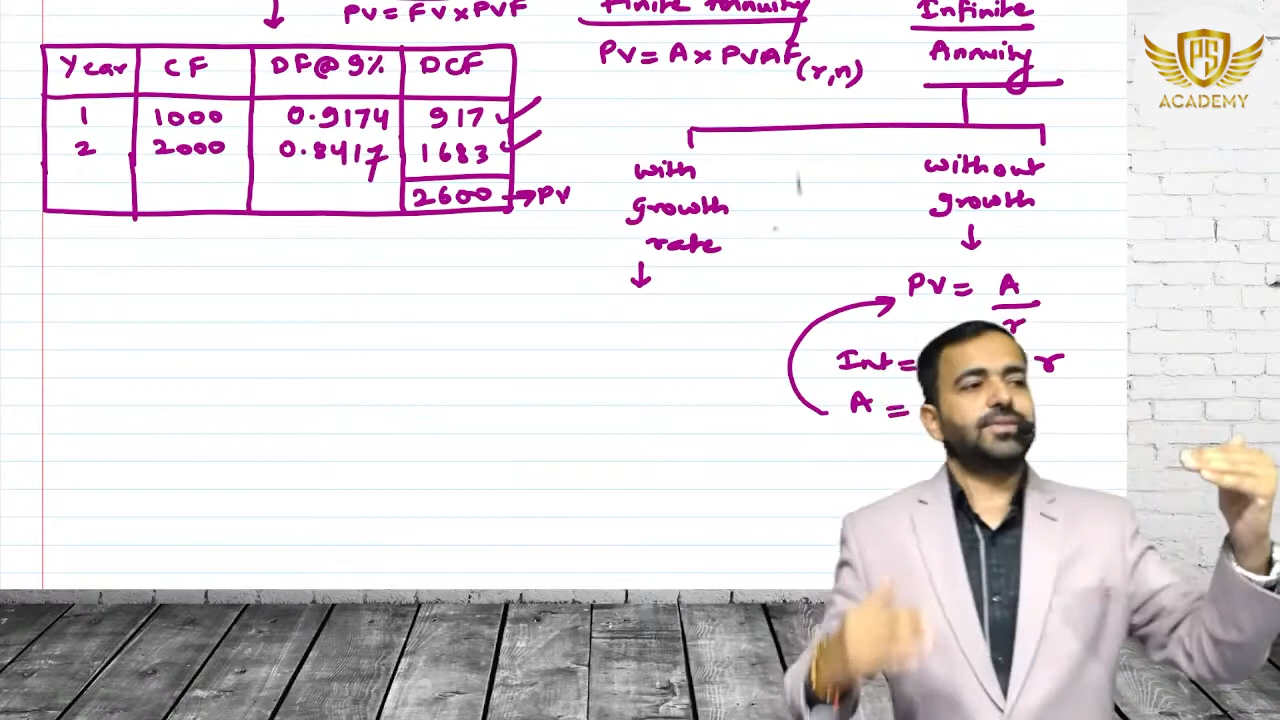 PV = FV x PVF
Year CF DF@9% DCF
1 1000 0.9174 917
2 2000 0.8417 1683
2600 → PV
Finite Annuity
PV = A x PVAF(r,n)
Infinite
Annuity
with
growth
rate
without
growth
PV = A
r
Int = r
A =
PS
ACADEMY